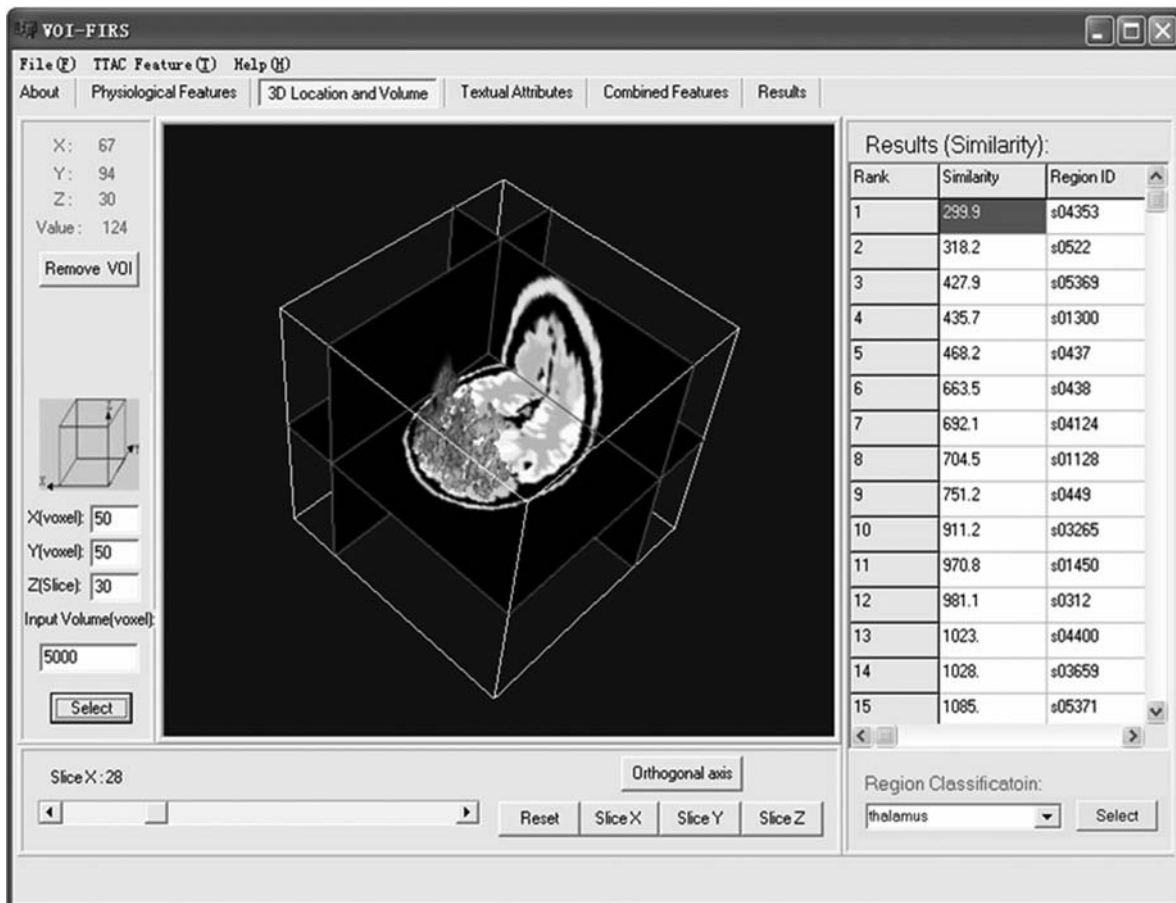 VOI-FIRS
File(F) TTAC Feature(T) Help(H)
About Physiological Features 3D Location and Volume Textual Attributes Combined Features Results
X: 67
Y: 94
Z: 30
Value: 124
Remove VOI
Z
Y
X
X(voxel): 50
Y(voxel): 50
Z(Slice): 30
Input Volume(voxel):
5000
Select
Slice X:28
Orthogonal axis
Reset Slice X Slice Y Slice Z
Results (Similarity):
Rank Similarity Region ID
1 299.9 s04353
2 318.2 s0522
3 427.9 s05369
4 435.7 s01300
5 468.2 s0437
6 663.5 s0438
7 692.1 s04124
8 704.5 s01128
9 751.2 s0449
10 911.2 s03265
11 970.8 s01450
12 981.1 s0312
13 1023. s04400
14 1028. s03659
15 1085. s05371
Region Classificatoin:
thalamus Select